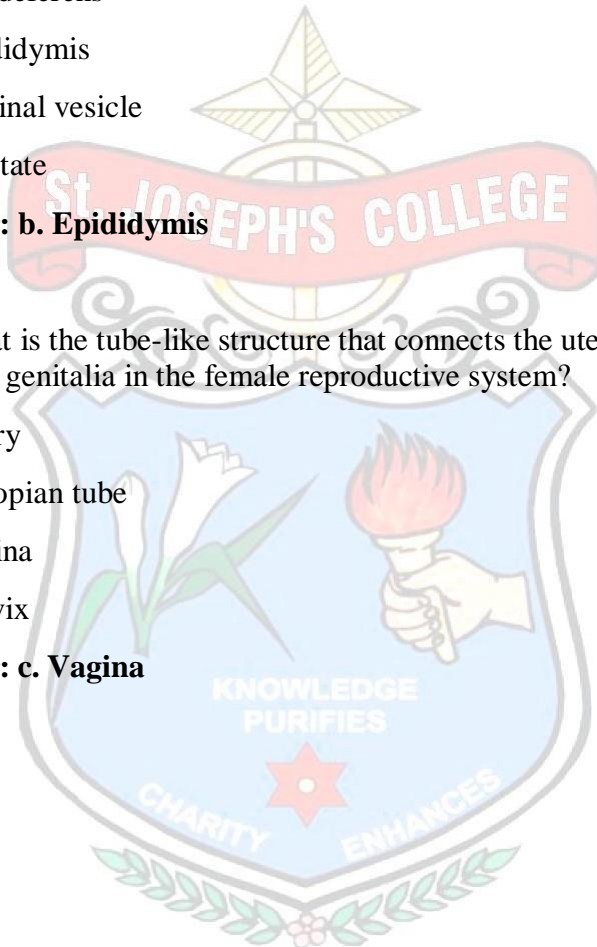 didymis
inal vesicle
tate
St. JOSEPH'S COLLEGE
: b. Epididymis
t is the tube-like structure that connects the ute
genitalia in the female reproductive system?
ry
opian tube
ina
vix
: c. Vagina
KNOWLEDGE
PURIFIES
CHARITY ENHANCES